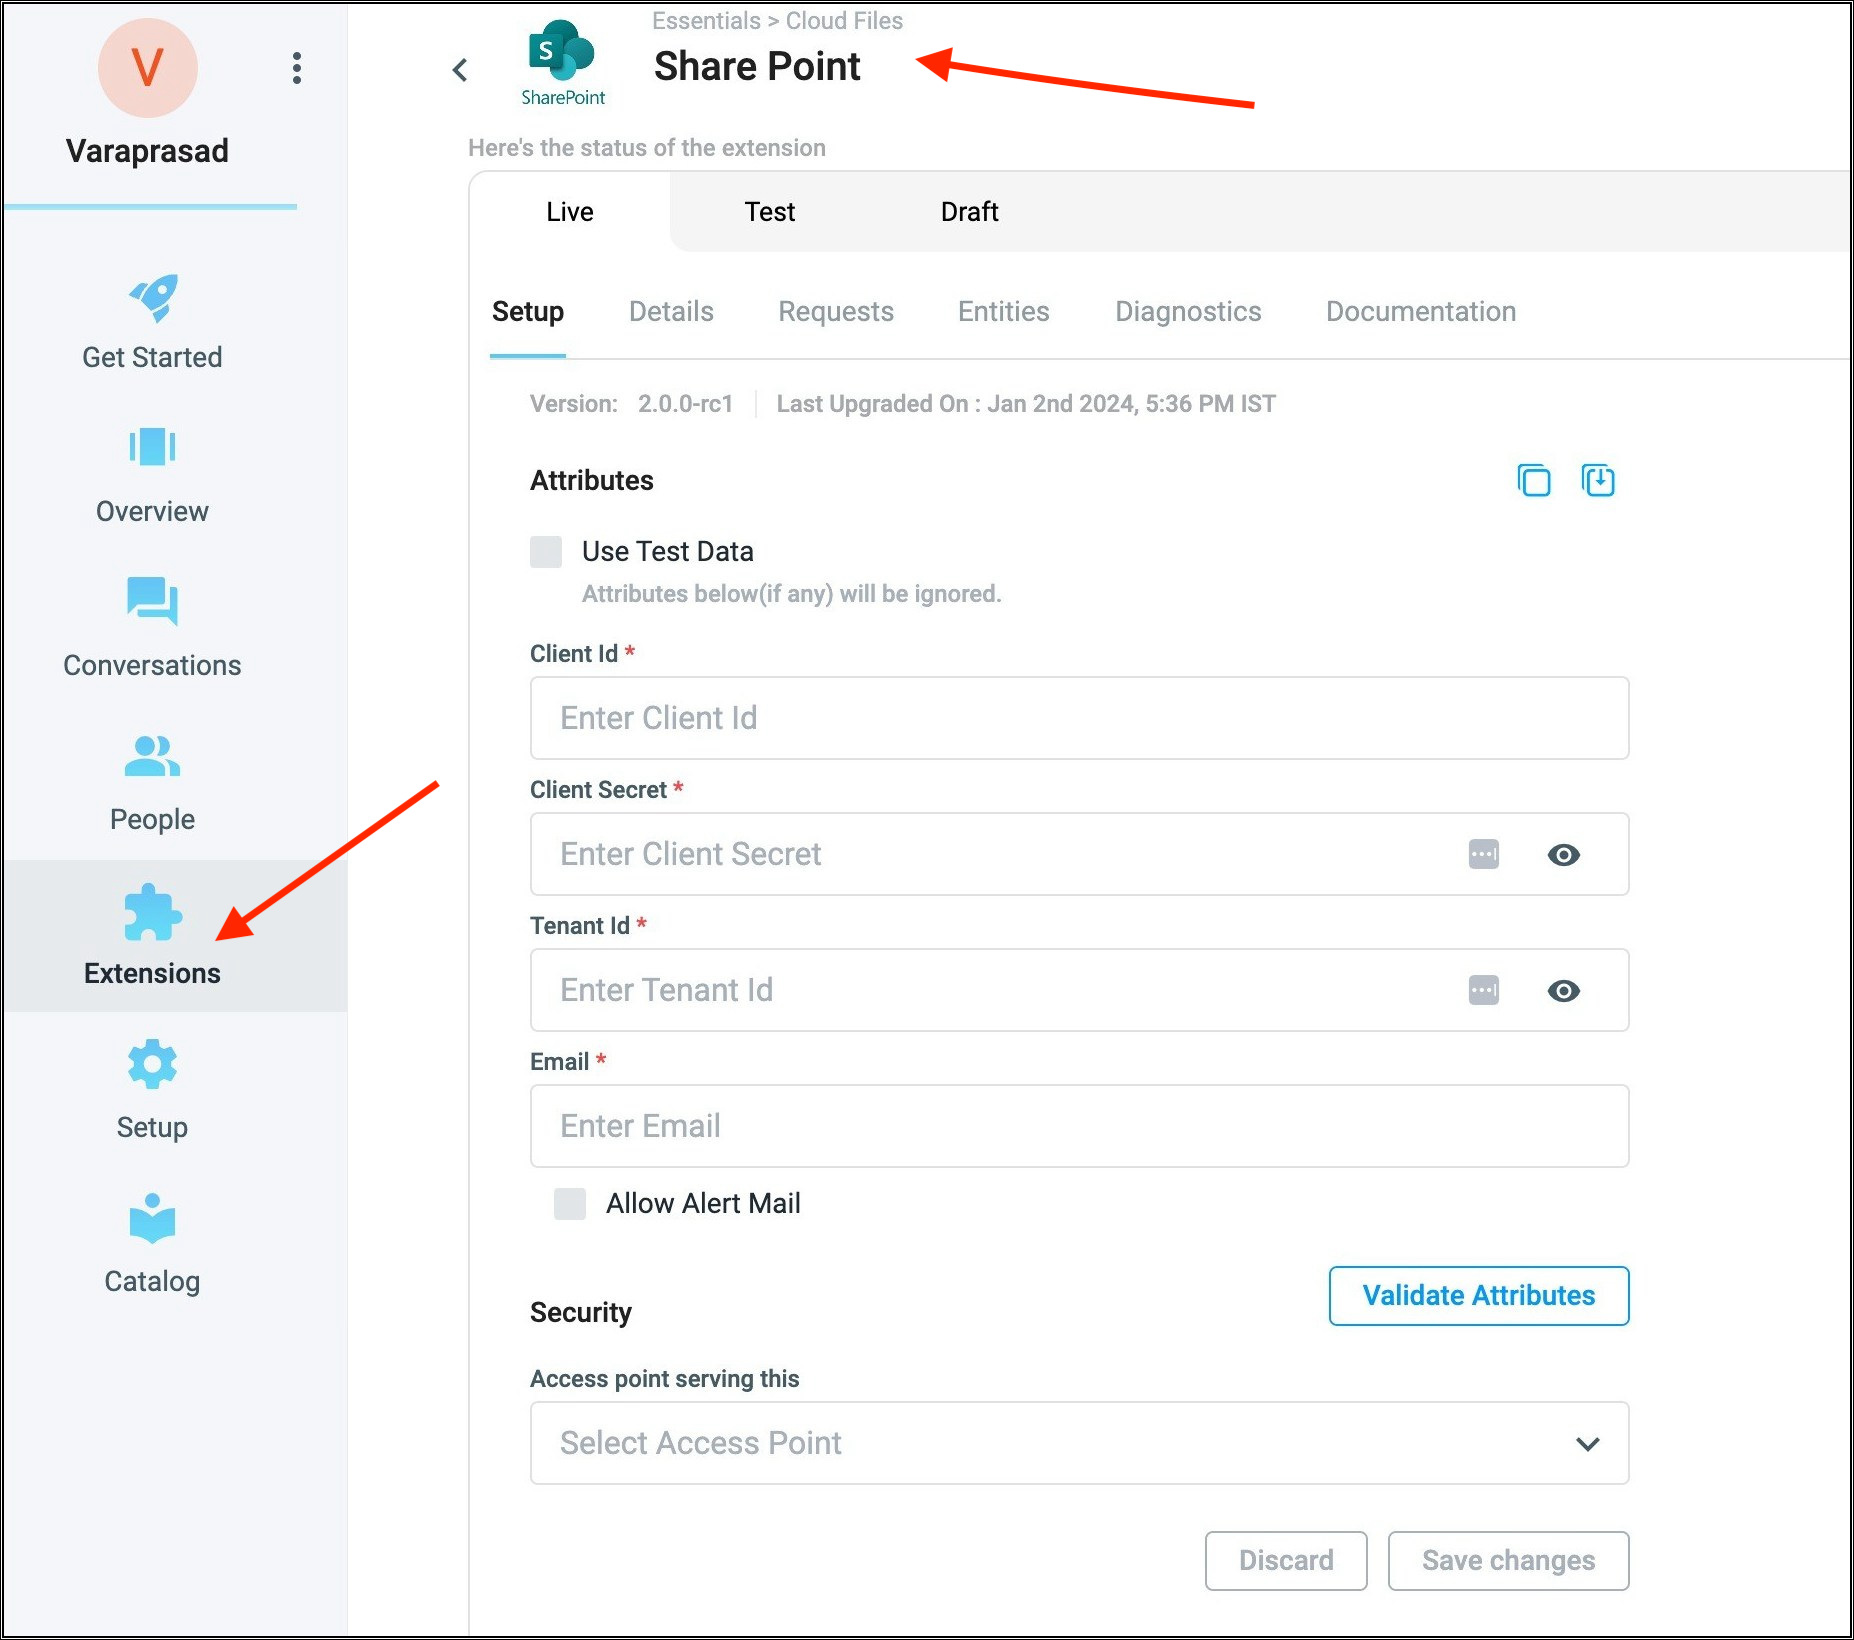 V
Varaprasad
Get Started
Overview
Conversations
People
Extensions
Setup
Catalog
S
SharePoint
Essentials > Cloud Files
Share Point
Here's the status of the extension
Live Test Draft
Setup Details Requests Entities Diagnostics Documentation
Version: 2.0.0-rc1 Last Upgraded On : Jan 2nd 2024, 5:36 PM IST
Attributes
Use Test Data
Attributes below(if any) will be ignored.
Client Id *
Enter Client Id
Client Secret *
Enter Client Secret
Tenant Id *
Enter Tenant Id
Email *
Enter Email
Allow Alert Mail
Validate Attributes
Security
Access point serving this
Select Access Point
Discard Save changes